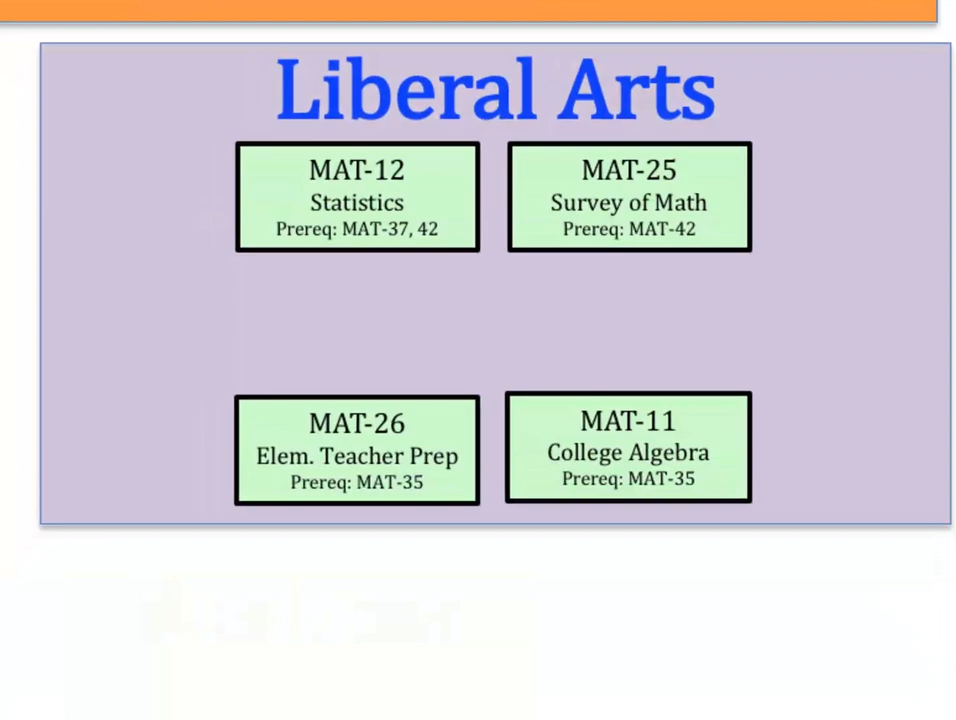 Liberal Arts
MAT-12
Statistics
Prereq: MAT-37, 42
MAT-25
Survey of Math
Prereq: MAT-42
MAT-26
Elem. Teacher Prep
Prereq: MAT-35
MAT-11
College Algebra
Prereq: MAT-35